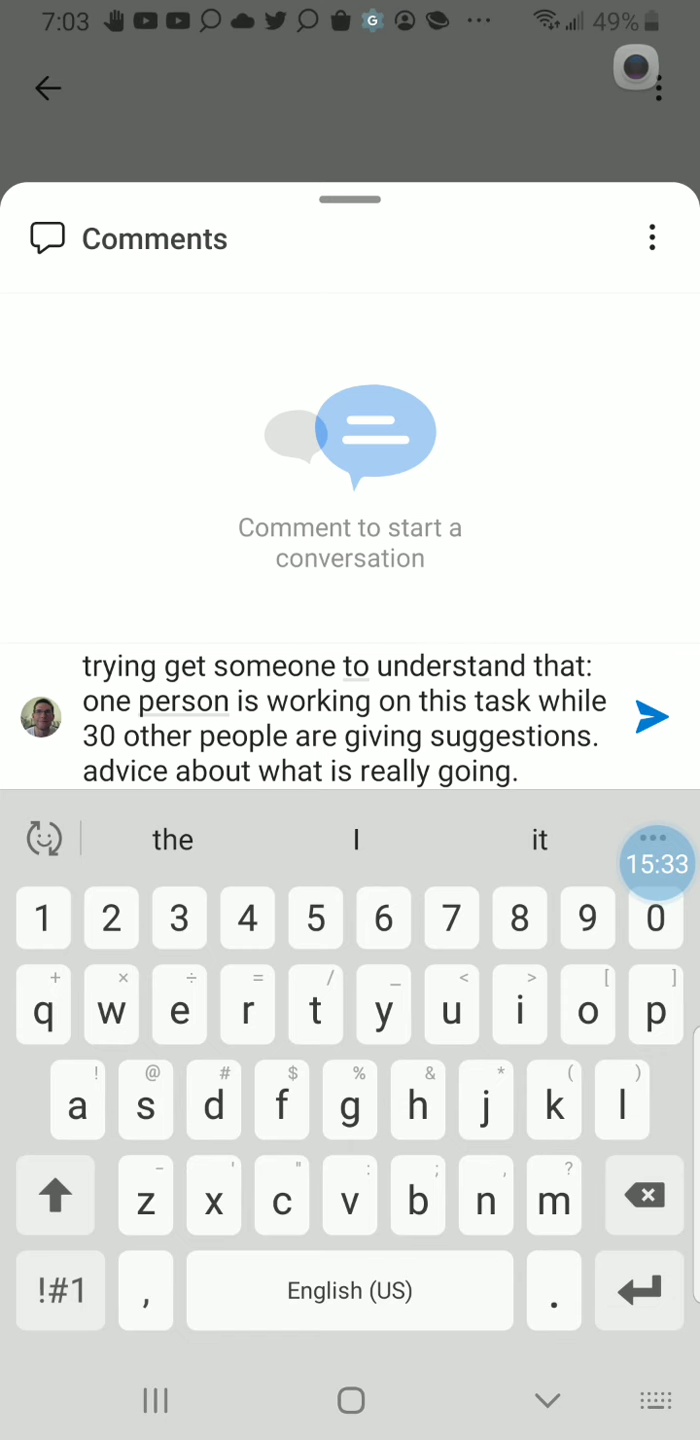 7:03
G
49%
Comments
Comment to start a
conversation
trying get someone to understand that:
one person is working on this task while
30 other people are giving suggestions.
advice about what is really going.
the I it
15:33
1 2 3 4 5 6 7 8 9 0
+ × ÷ = / _ < > [ ]
q w e r t y u i o p
! @ # $ % & * ( )
a s d f g h j k l
- ' " : ; , ?
z x c v b n m
!#1 , English (US) .